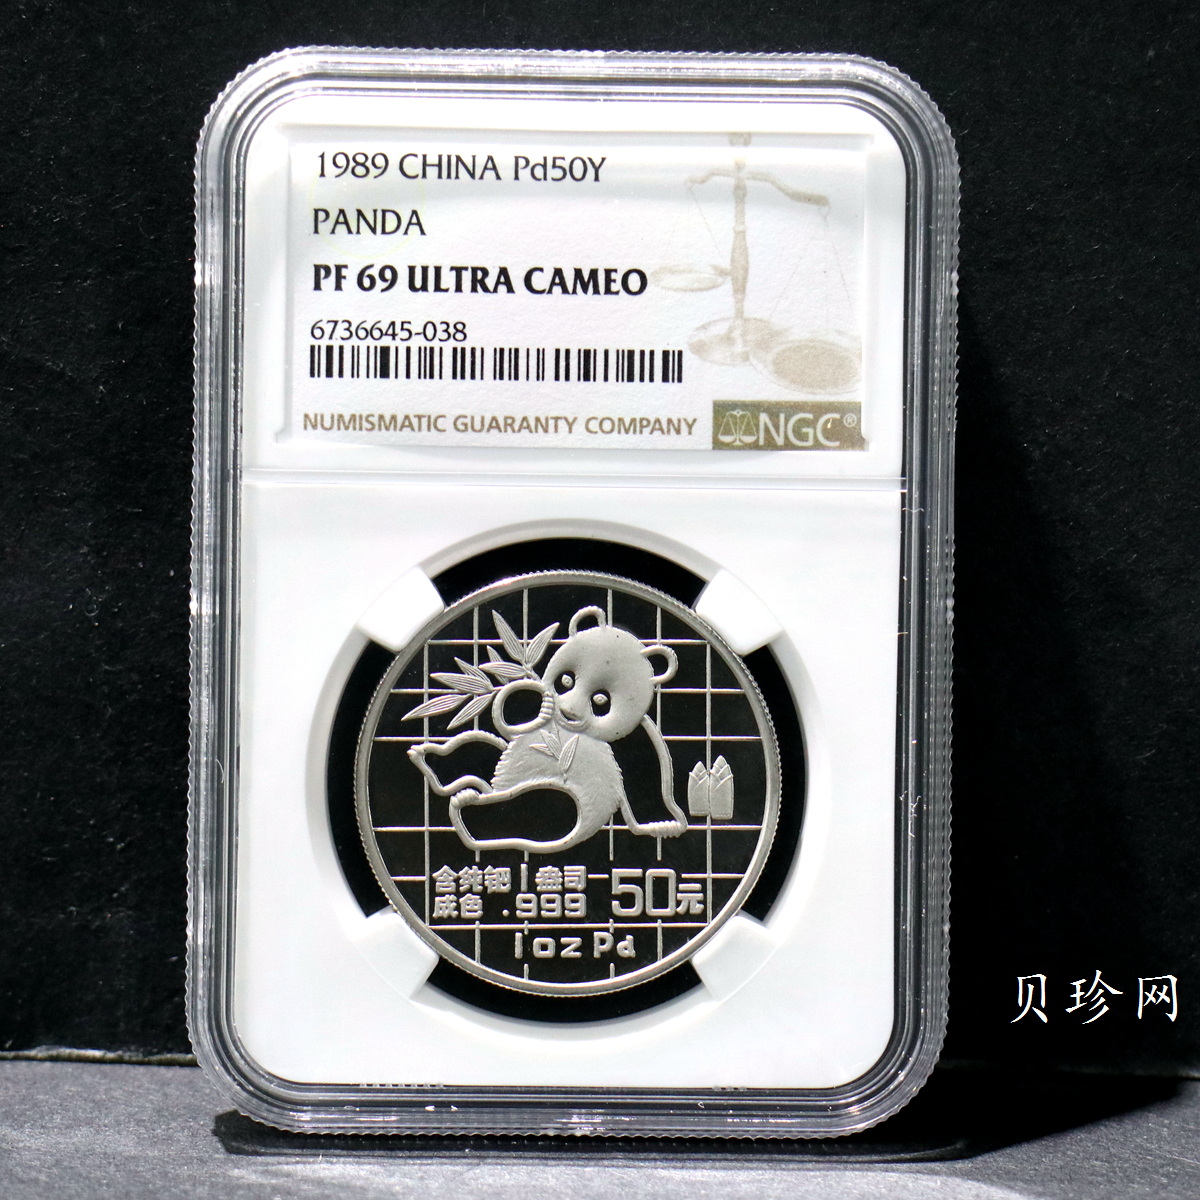 1989 CHINA Pd50Y
PANDA
PF 69 ULTRA CAMEO
6736645-038
NUMISMATIC GUARANTY COMPANY
NGC®
含纯钯1盎司
成色 .999
50元
1oz Pd
贝珍网